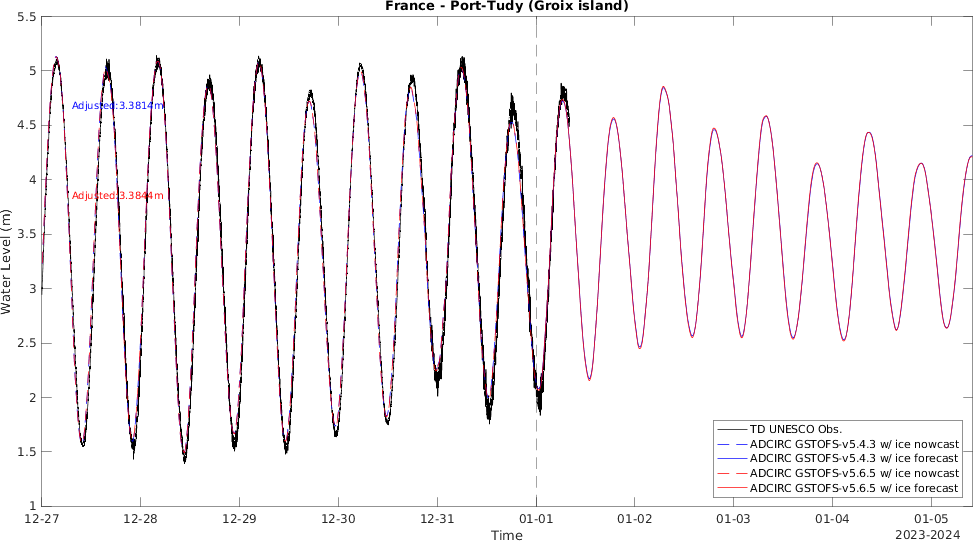 France - Port-Tudy (Groix island)
5.5
5
4.5
4
3.5
3
2.5
2
1.5
1
Water Level (m)
Adjusted:3.3814m
Adjusted:3.3844m
TD UNESCO Obs.
ADCIRC GSTOFS-v5.4.3 w/ ice nowcast
ADCIRC GSTOFS-v5.4.3 w/ ice forecast
ADCIRC GSTOFS-v5.6.5 w/ ice nowcast
ADCIRC GSTOFS-v5.6.5 w/ ice forecast
12-27 12-28 12-29 12-30 12-31 01-01 01-02 01-03 01-04 01-05
Time
2023-2024